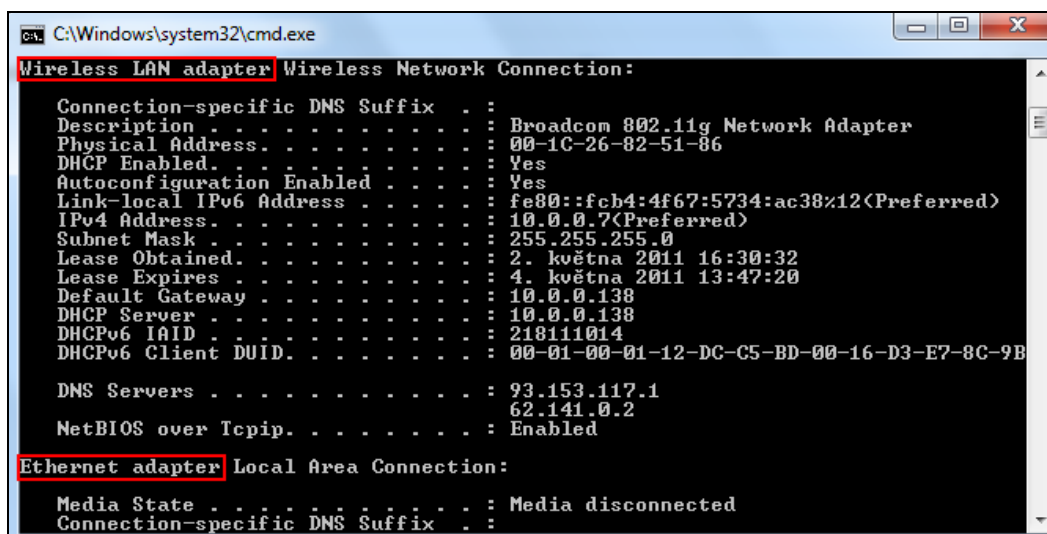 C:\Windows\system32\cmd.exe
Wireless LAN adapter Wireless Network Connection:
Connection-specific DNS Suffix . :
Description . . . . . . . . . . . : Broadcom 802.11g Network Adapter
Physical Address. . . . . . . . . : 00-1C-26-82-51-86
DHCP Enabled. . . . . . . . . . . : Yes
Autoconfiguration Enabled . . . . : Yes
Link-local IPv6 Address . . . . . : fe80::fcb4:4f67:5734:ac38%12(Preferred)
IPv4 Address. . . . . . . . . . . : 10.0.0.7(Preferred)
Subnet Mask . . . . . . . . . . . : 255.255.255.0
Lease Obtained. . . . . . . . . . : 2. května 2011 16:30:32
Lease Expires . . . . . . . . . . : 4. května 2011 13:47:20
Default Gateway . . . . . . . . . : 10.0.0.138
DHCP Server . . . . . . . . . . . : 10.0.0.138
DHCPv6 IAID . . . . . . . . . . . : 218111014
DHCPv6 Client DUID. . . . . . . . : 00-01-00-01-12-DC-C5-BD-00-16-D3-E7-8C-9B
DNS Servers . . . . . . . . . . . : 93.153.117.1
62.141.0.2
NetBIOS over Tcpip. . . . . . . . : Enabled
Ethernet adapter Local Area Connection:
Media State . . . . . . . . . . . : Media disconnected
Connection-specific DNS Suffix . :